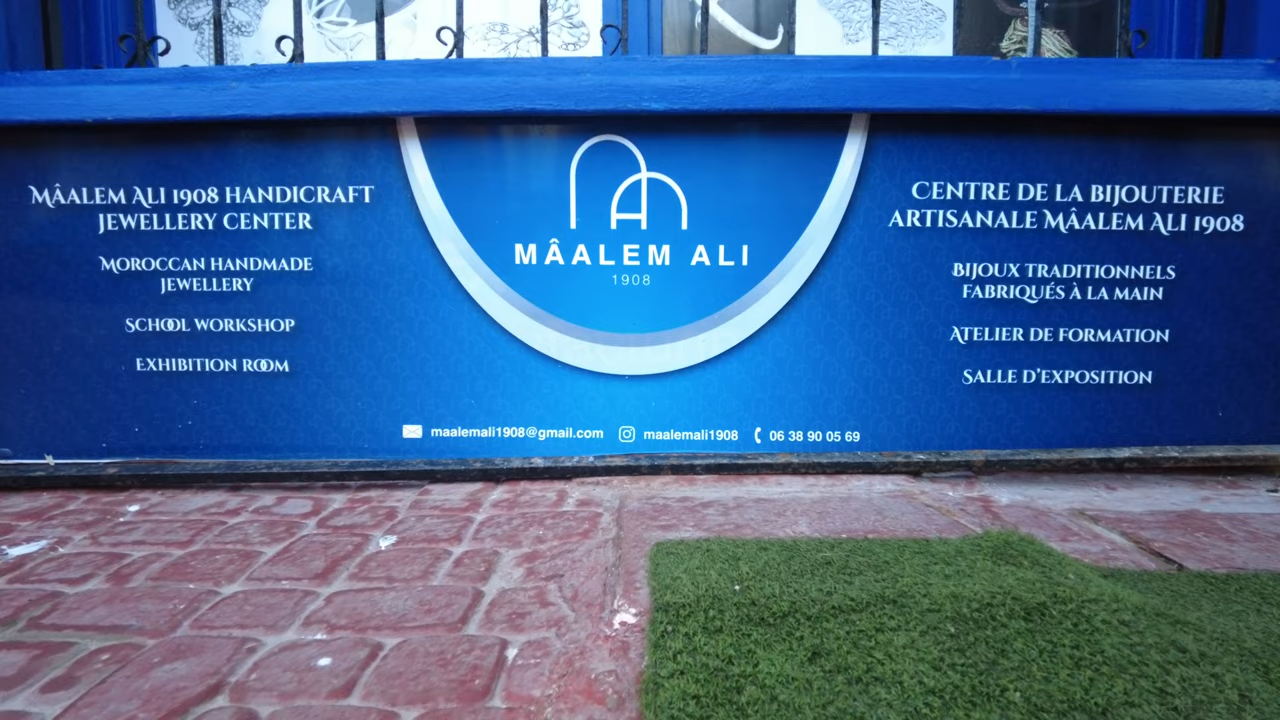 Mâalem Ali 1908 handicraft
jewellery center
Moroccan handmade
jewellery
School workshop
exhibition room
MÂALEM ALI
1908
Centre de la bijouterie
artisanale Mâalem Ali 1908
Bijoux traditionnels
fabriqués à la main
Atelier de formation
Salle d'exposition
maalemali1908@gmail.com maalemali1908 06 38 90 05 69